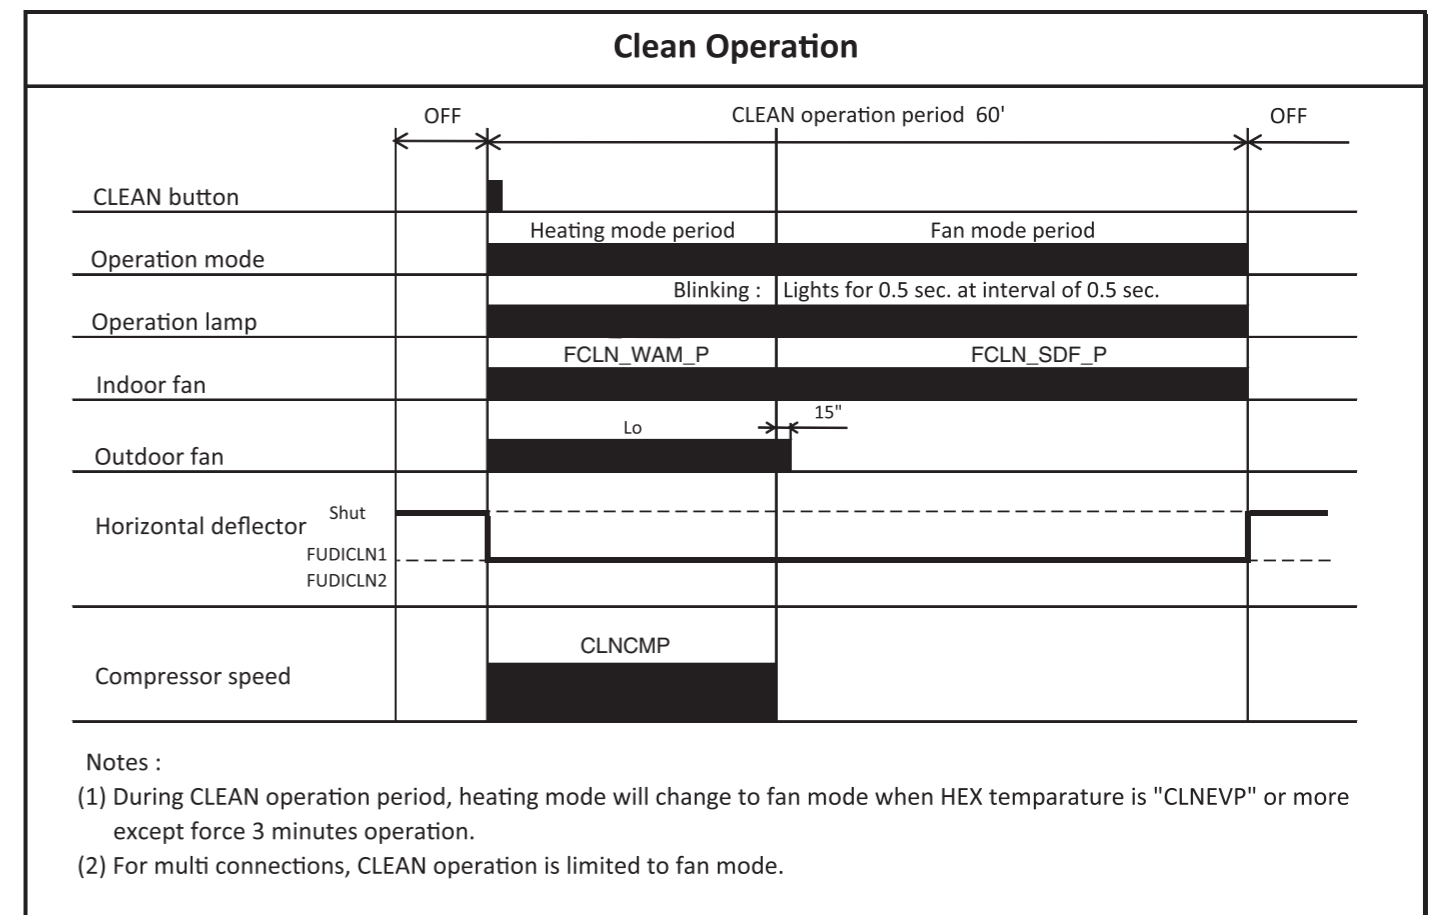 Clean Operation
OFF
CLEAN operation period 60'
OFF
CLEAN button
Heating mode period
Fan mode period
Operation mode
Blinking : Lights for 0.5 sec. at interval of 0.5 sec.
Operation lamp
FCLN_WAM_P
FCLN_SDF_P
Indoor fan
Lo
15"
Outdoor fan
Horizontal deflector
Shut
FUDICLN1
FUDICLN2
CLNCMP
Compressor speed
Notes :
(1) During CLEAN operation period, heating mode will change to fan mode when HEX temparature is "CLNEVP" or more
except force 3 minutes operation.
(2) For multi connections, CLEAN operation is limited to fan mode.